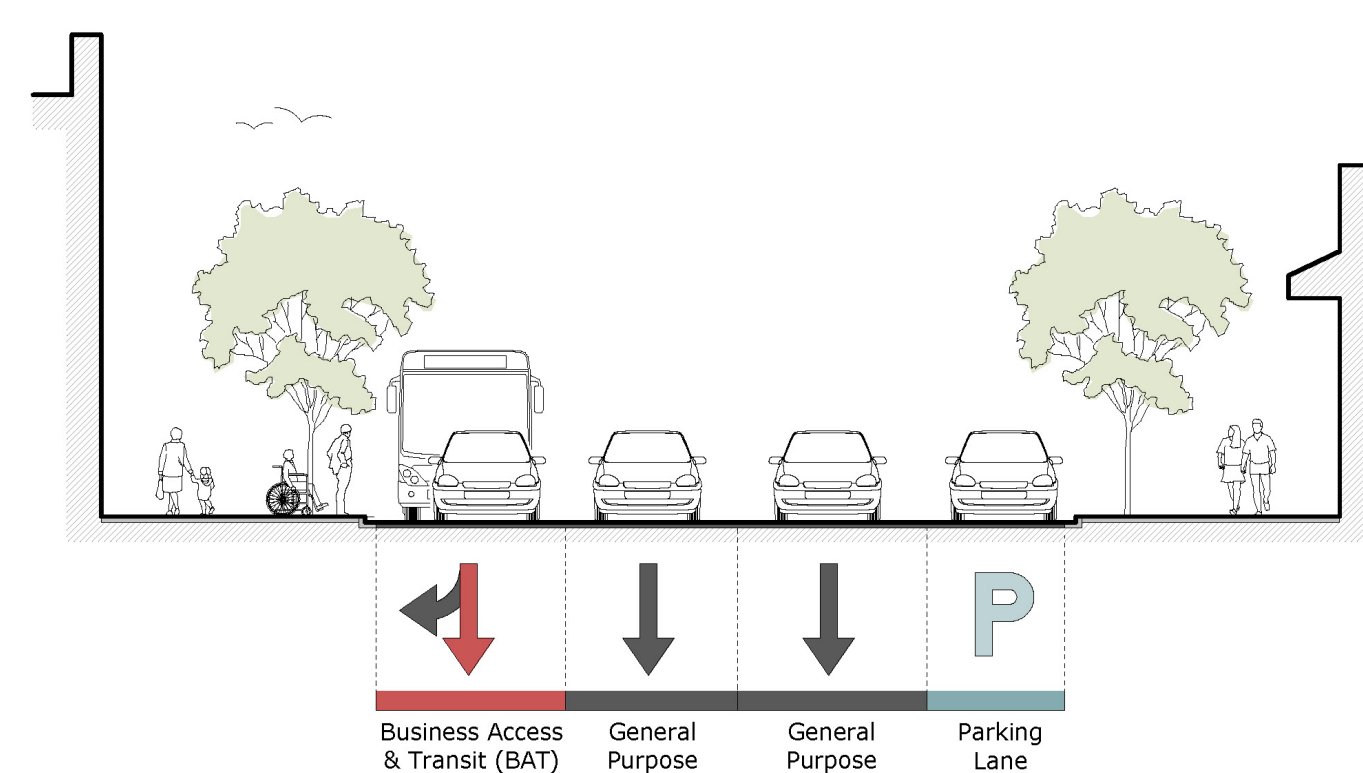 P
Business Access
& Transit (BAT)
General
Purpose
General
Purpose
Parking
Lane